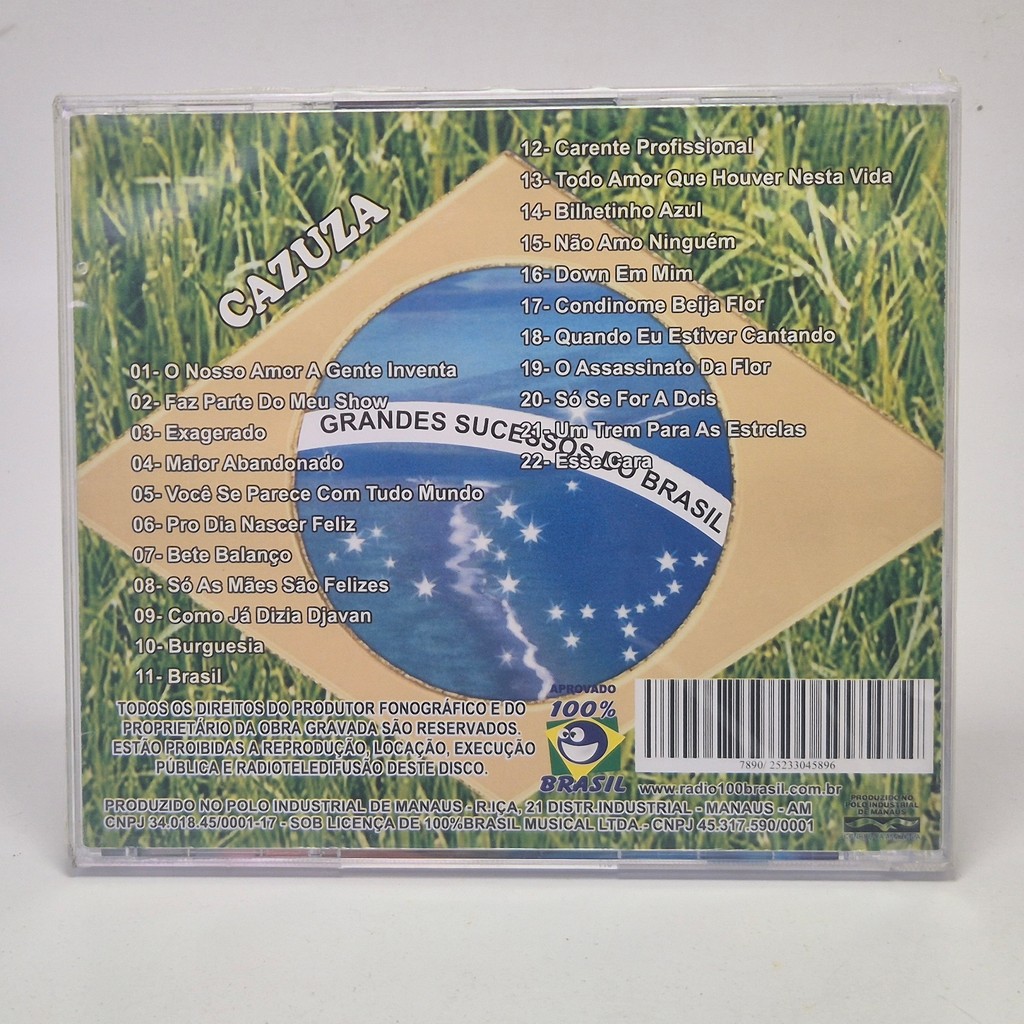 CAZUZA
01- O Nosso Amor A Gente Inventa
02- Faz Parte Do Meu Show
03- Exagerado
04- Maior Abandonado
05- Você Se Parece Com Tudo Mundo
06- Pro Dia Nascer Feliz
07- Bete Balanço
08- Só As Mães São Felizes
09- Como Já Dizia Djavan
10- Burguesia
11- Brasil
12- Carente Profissional
13- Todo Amor Que Houver Nesta Vida
14- Bilhetinho Azul
15- Não Amo Ninguém
16- Down Em Mim
17- Condinome Beija Flor
18- Quando Eu Estiver Cantando
19- O Assassinato Da Flor
20- Só Se For A Dois
21- Um Trem Para As Estrelas
22- Esse Cara
GRANDES SUCESSOS DO BRASIL
TODOS OS DIREITOS DO PRODUTOR FONOGRÁFICO E DO
PROPRIETÁRIO DA OBRA GRAVADA SÃO RESERVADOS.
ESTÃO PROIBIDAS A REPRODUÇÃO, LOCAÇÃO, EXECUÇÃO
PÚBLICA E RADIOTELEDIFUSÃO DESTE DISCO.
APROVADO
100%
BRASIL
7890/ 25233045896
www.radio100brasil.com.br
PRODUZIDO NO
POLO INDUSTRIAL
DE MANAUS
PRODUZIDO NO POLO INDUSTRIAL DE MANAUS - R.IÇA, 21 DISTR.INDUSTRIAL - MANAUS - AM
CNPJ 34.018.45/0001-17 - SOB LICENÇA DE 100%BRASIL MUSICAL LTDA.- CNPJ 45.317.590/0001